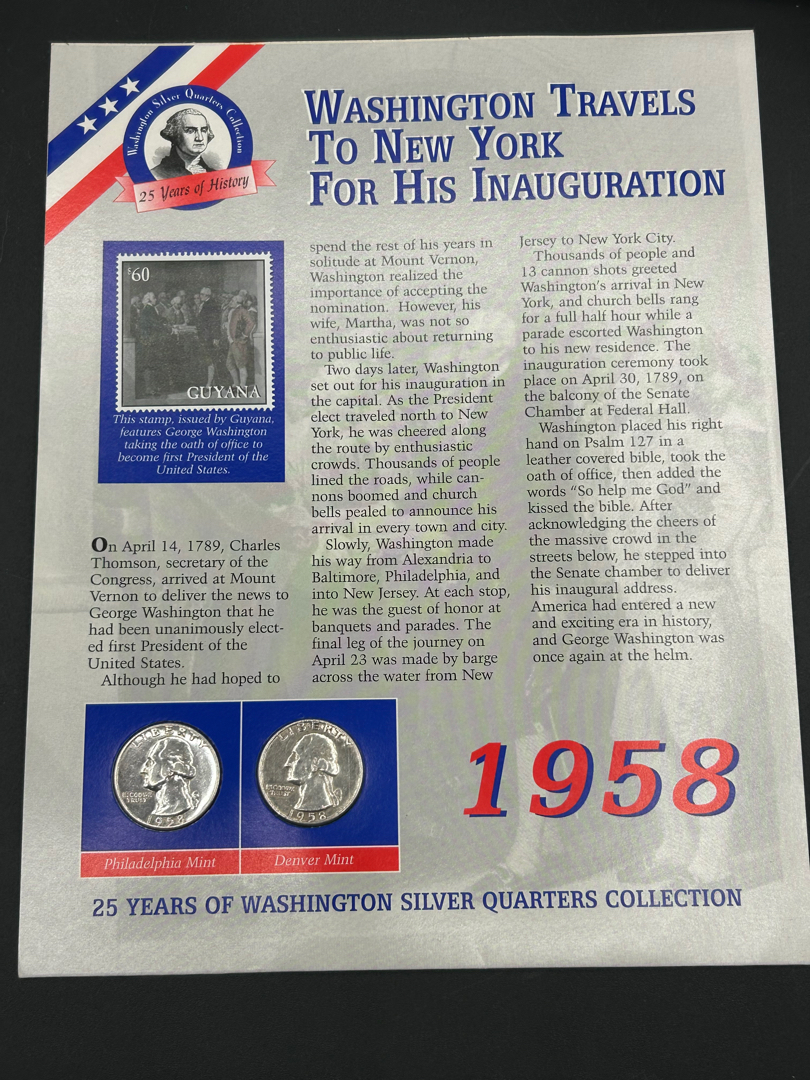 Washington Silver Quarters Collection
25 Years of History
WASHINGTON TRAVELS
TO NEW YORK
FOR HIS INAUGURATION
$60
GUYANA
This stamp, issued by Guyana,
features George Washington
taking the oath of office to
become first President of the
United States.
On April 14, 1789, Charles
Thomson, secretary of the
Congress, arrived at Mount
Vernon to deliver the news to
George Washington that he
had been unanimously elect-
ed first President of the
United States.
Although he had hoped to
spend the rest of his years in
solitude at Mount Vernon,
Washington realized the
importance of accepting the
nomination. However, his
wife, Martha, was not so
enthusiastic about returning
to public life.
Two days later, Washington
set out for his inauguration in
the capital. As the President
elect traveled north to New
York, he was cheered along
the route by enthusiastic
crowds. Thousands of people
lined the roads, while can-
nons boomed and church
bells pealed to announce his
arrival in every town and city.
Slowly, Washington made
his way from Alexandria to
Baltimore, Philadelphia, and
into New Jersey. At each stop,
he was the guest of honor at
banquets and parades. The
final leg of the journey on
April 23 was made by barge
across the water from New
Jersey to New York City.
Thousands of people and
13 cannon shots greeted
Washington's arrival in New
York, and church bells rang
for a full half hour while a
parade escorted Washington
to his new residence. The
inauguration ceremony took
place on April 30, 1789, on
the balcony of the Senate
Chamber at Federal Hall.
Washington placed his right
hand on Psalm 127 in a
leather covered bible, took the
oath of office, then added the
words "So help me God" and
kissed the bible. After
acknowledging the cheers of
the massive crowd in the
streets below, he stepped into
the Senate chamber to deliver
his inaugural address.
America had entered a new
and exciting era in history,
and George Washington was
once again at the helm.
LIBERTY
IN GOD WE
TRUST
1958
LIBERTY
IN GOD WE
TRUST
1958
Philadelphia Mint
Denver Mint
1958
25 YEARS OF WASHINGTON SILVER QUARTERS COLLECTION